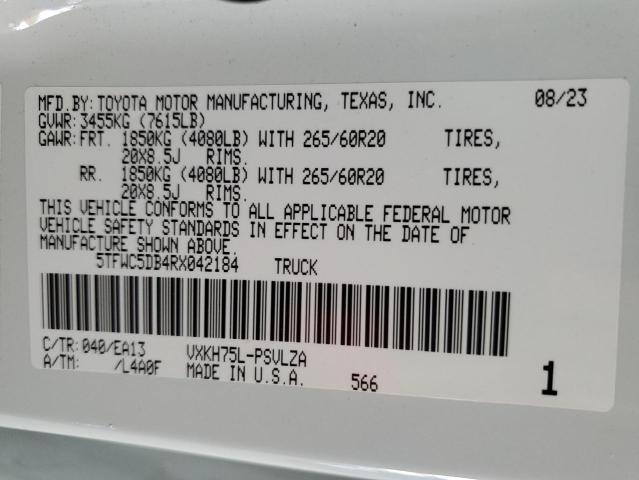 MFD.BY: TOYOTA MOTOR MANUFACTURING, TEXAS, INC. 08/23
GVWR: 3455KG (7615LB)
GAWR: FRT. 1850KG (4080LB) WITH 265/60R20 TIRES,
20X8.5J RIMS.
RR. 1850KG (4080LB) WITH 265/60R20 TIRES,
20X8.5J RIMS.
THIS VEHICLE CONFORMS TO ALL APPLICABLE FEDERAL MOTOR
VEHICLE SAFETY STANDARDS IN EFFECT ON THE DATE OF
MANUFACTURE SHOWN ABOVE.
5TFWC5DB4RX042184 TRUCK
C/TR: 040/EA13 VXKH75L-PSVLZA
A/TM: /L4A0F MADE IN U.S.A. 566 1